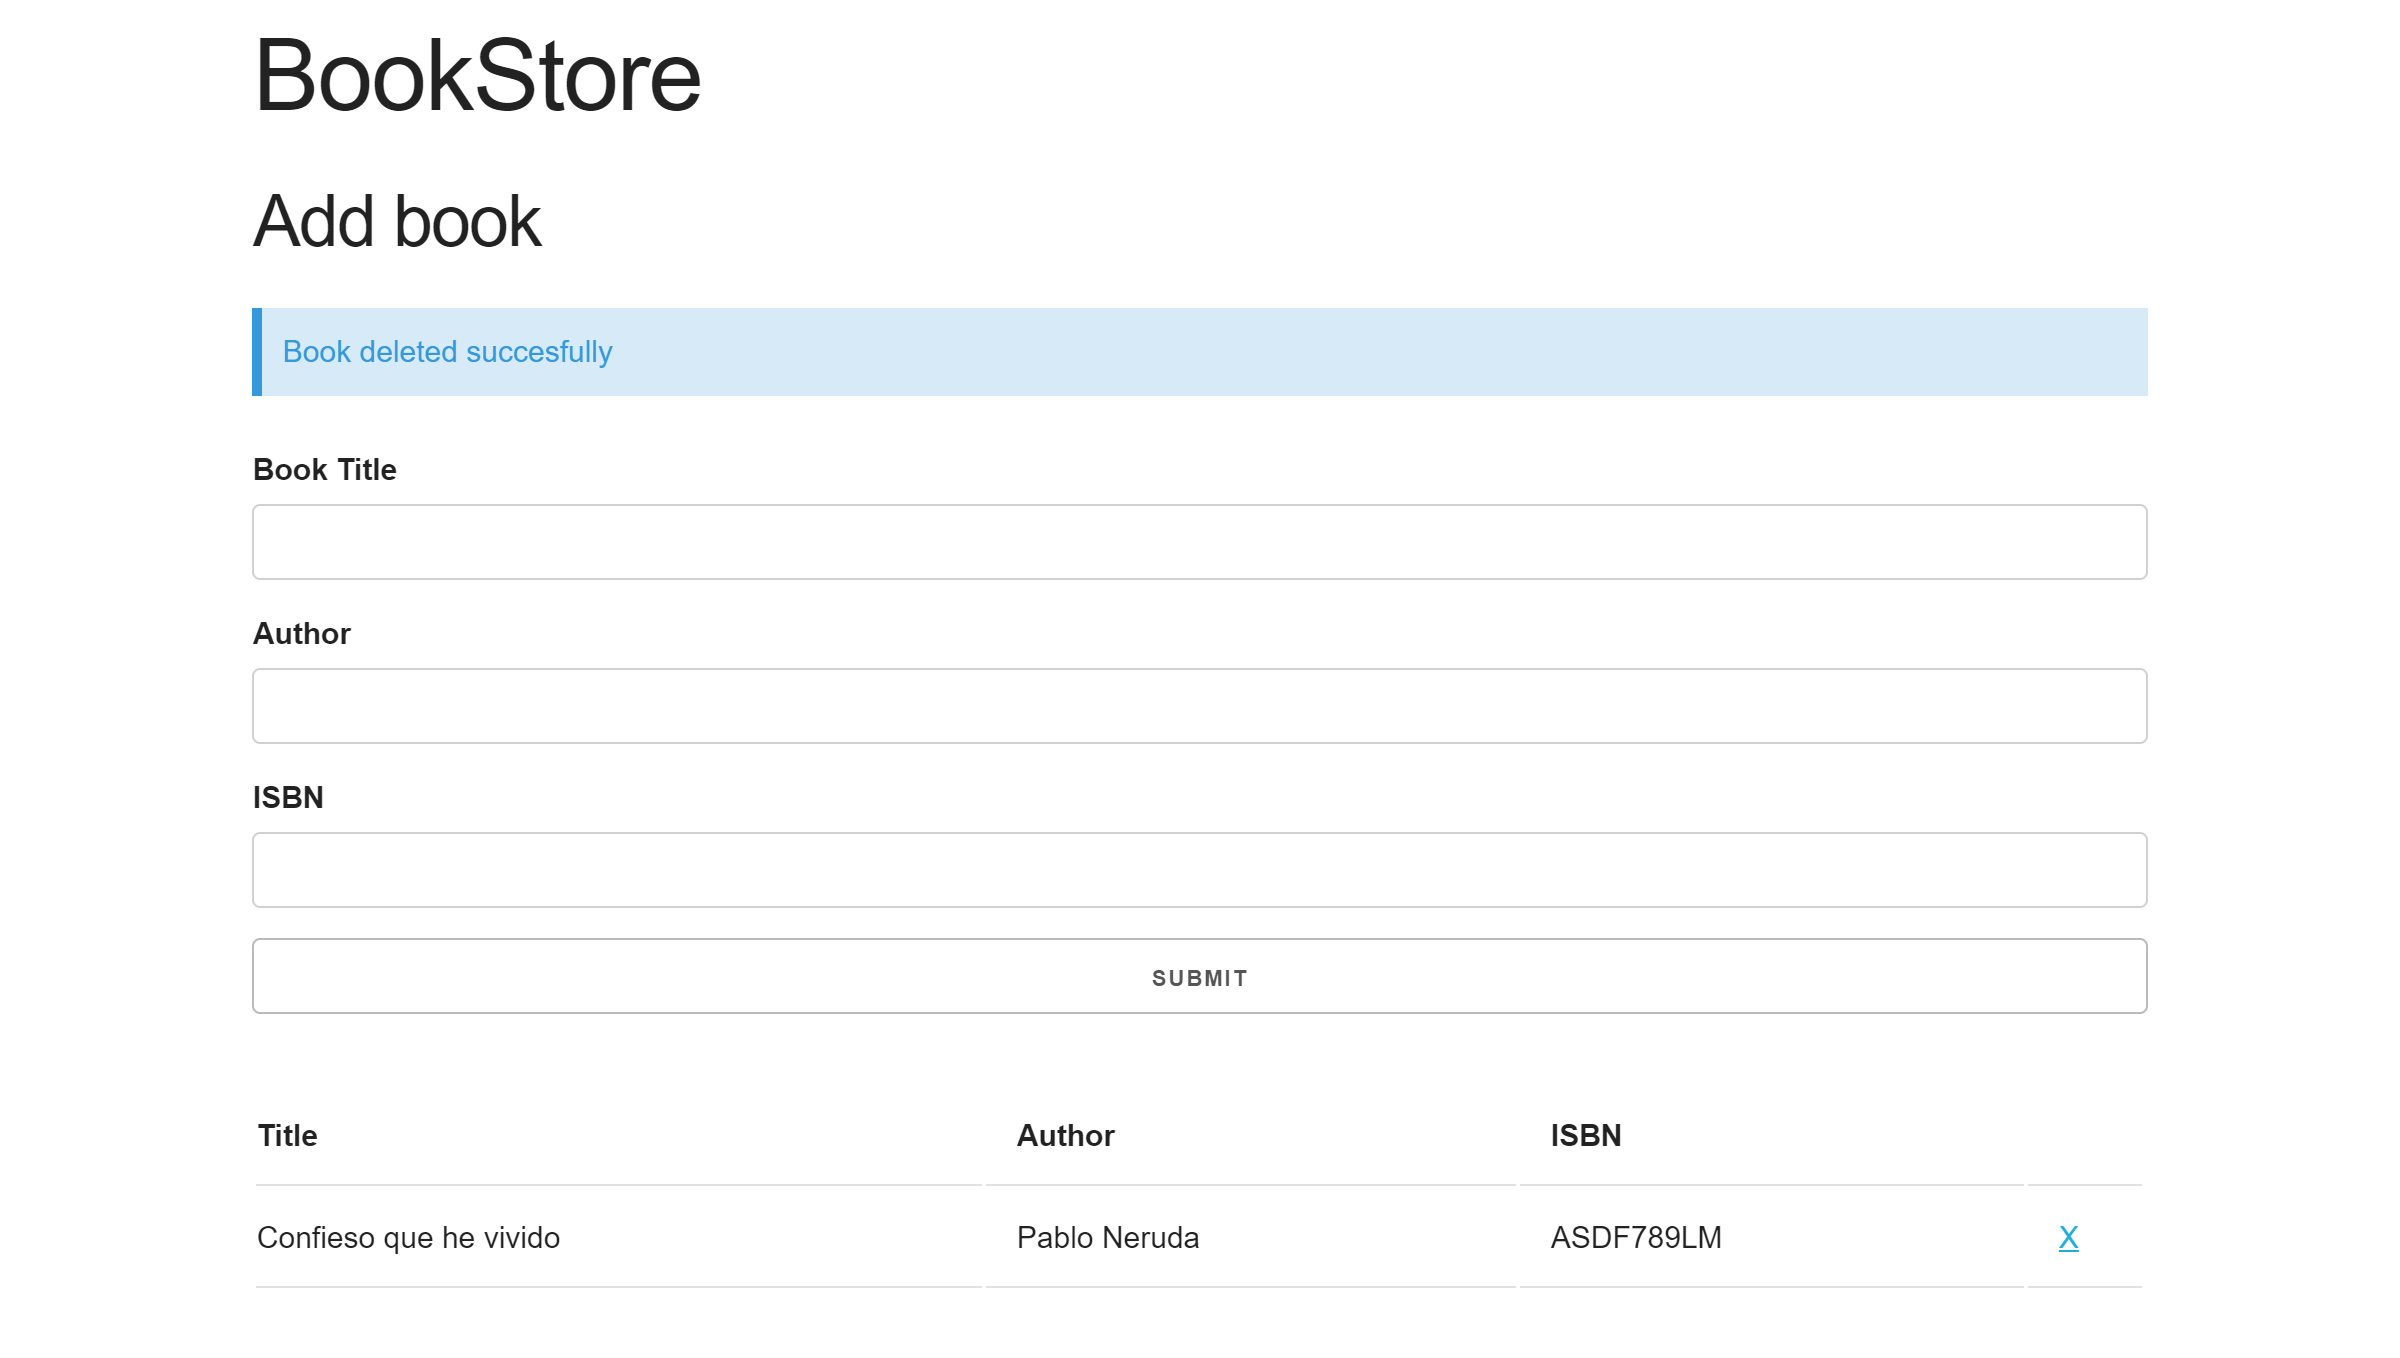 BookStore
Add book
Book deleted succesfully
Book Title
Author
ISBN
SUBMIT
Title Author ISBN
Confieso que he vivido Pablo Neruda ASDF789LM X